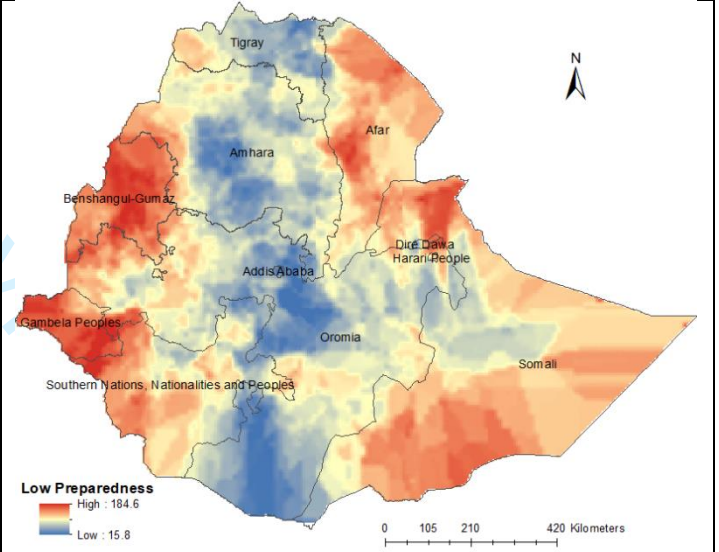 Tigray
N
Afar
Amhara
Benshangul-Gumaz
Dire Dawa
Harari People
Addis Ababa
Gambela Peoples
Oromia
Somali
Southern Nations, Nationalities and Peoples
Low Preparedness
High : 184.6
Low : 15.8
0 105 210 420 Kilometers